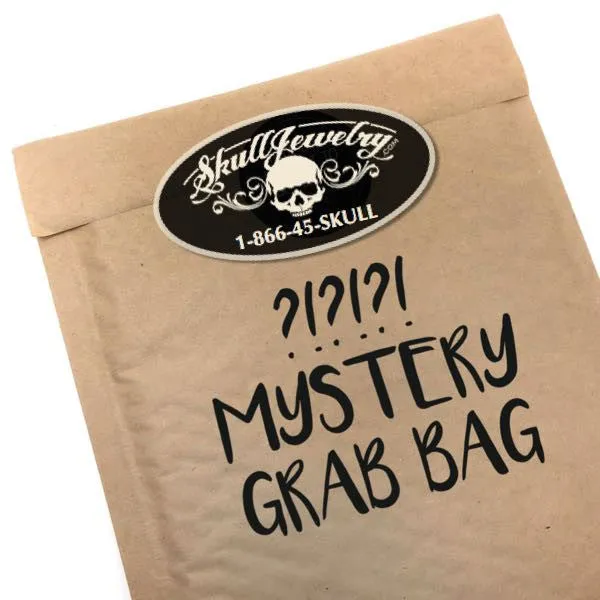 SkullJewelry
.COM
1-866-45-SKULL
?!?!?!
MYSTERY
GRAB BAG